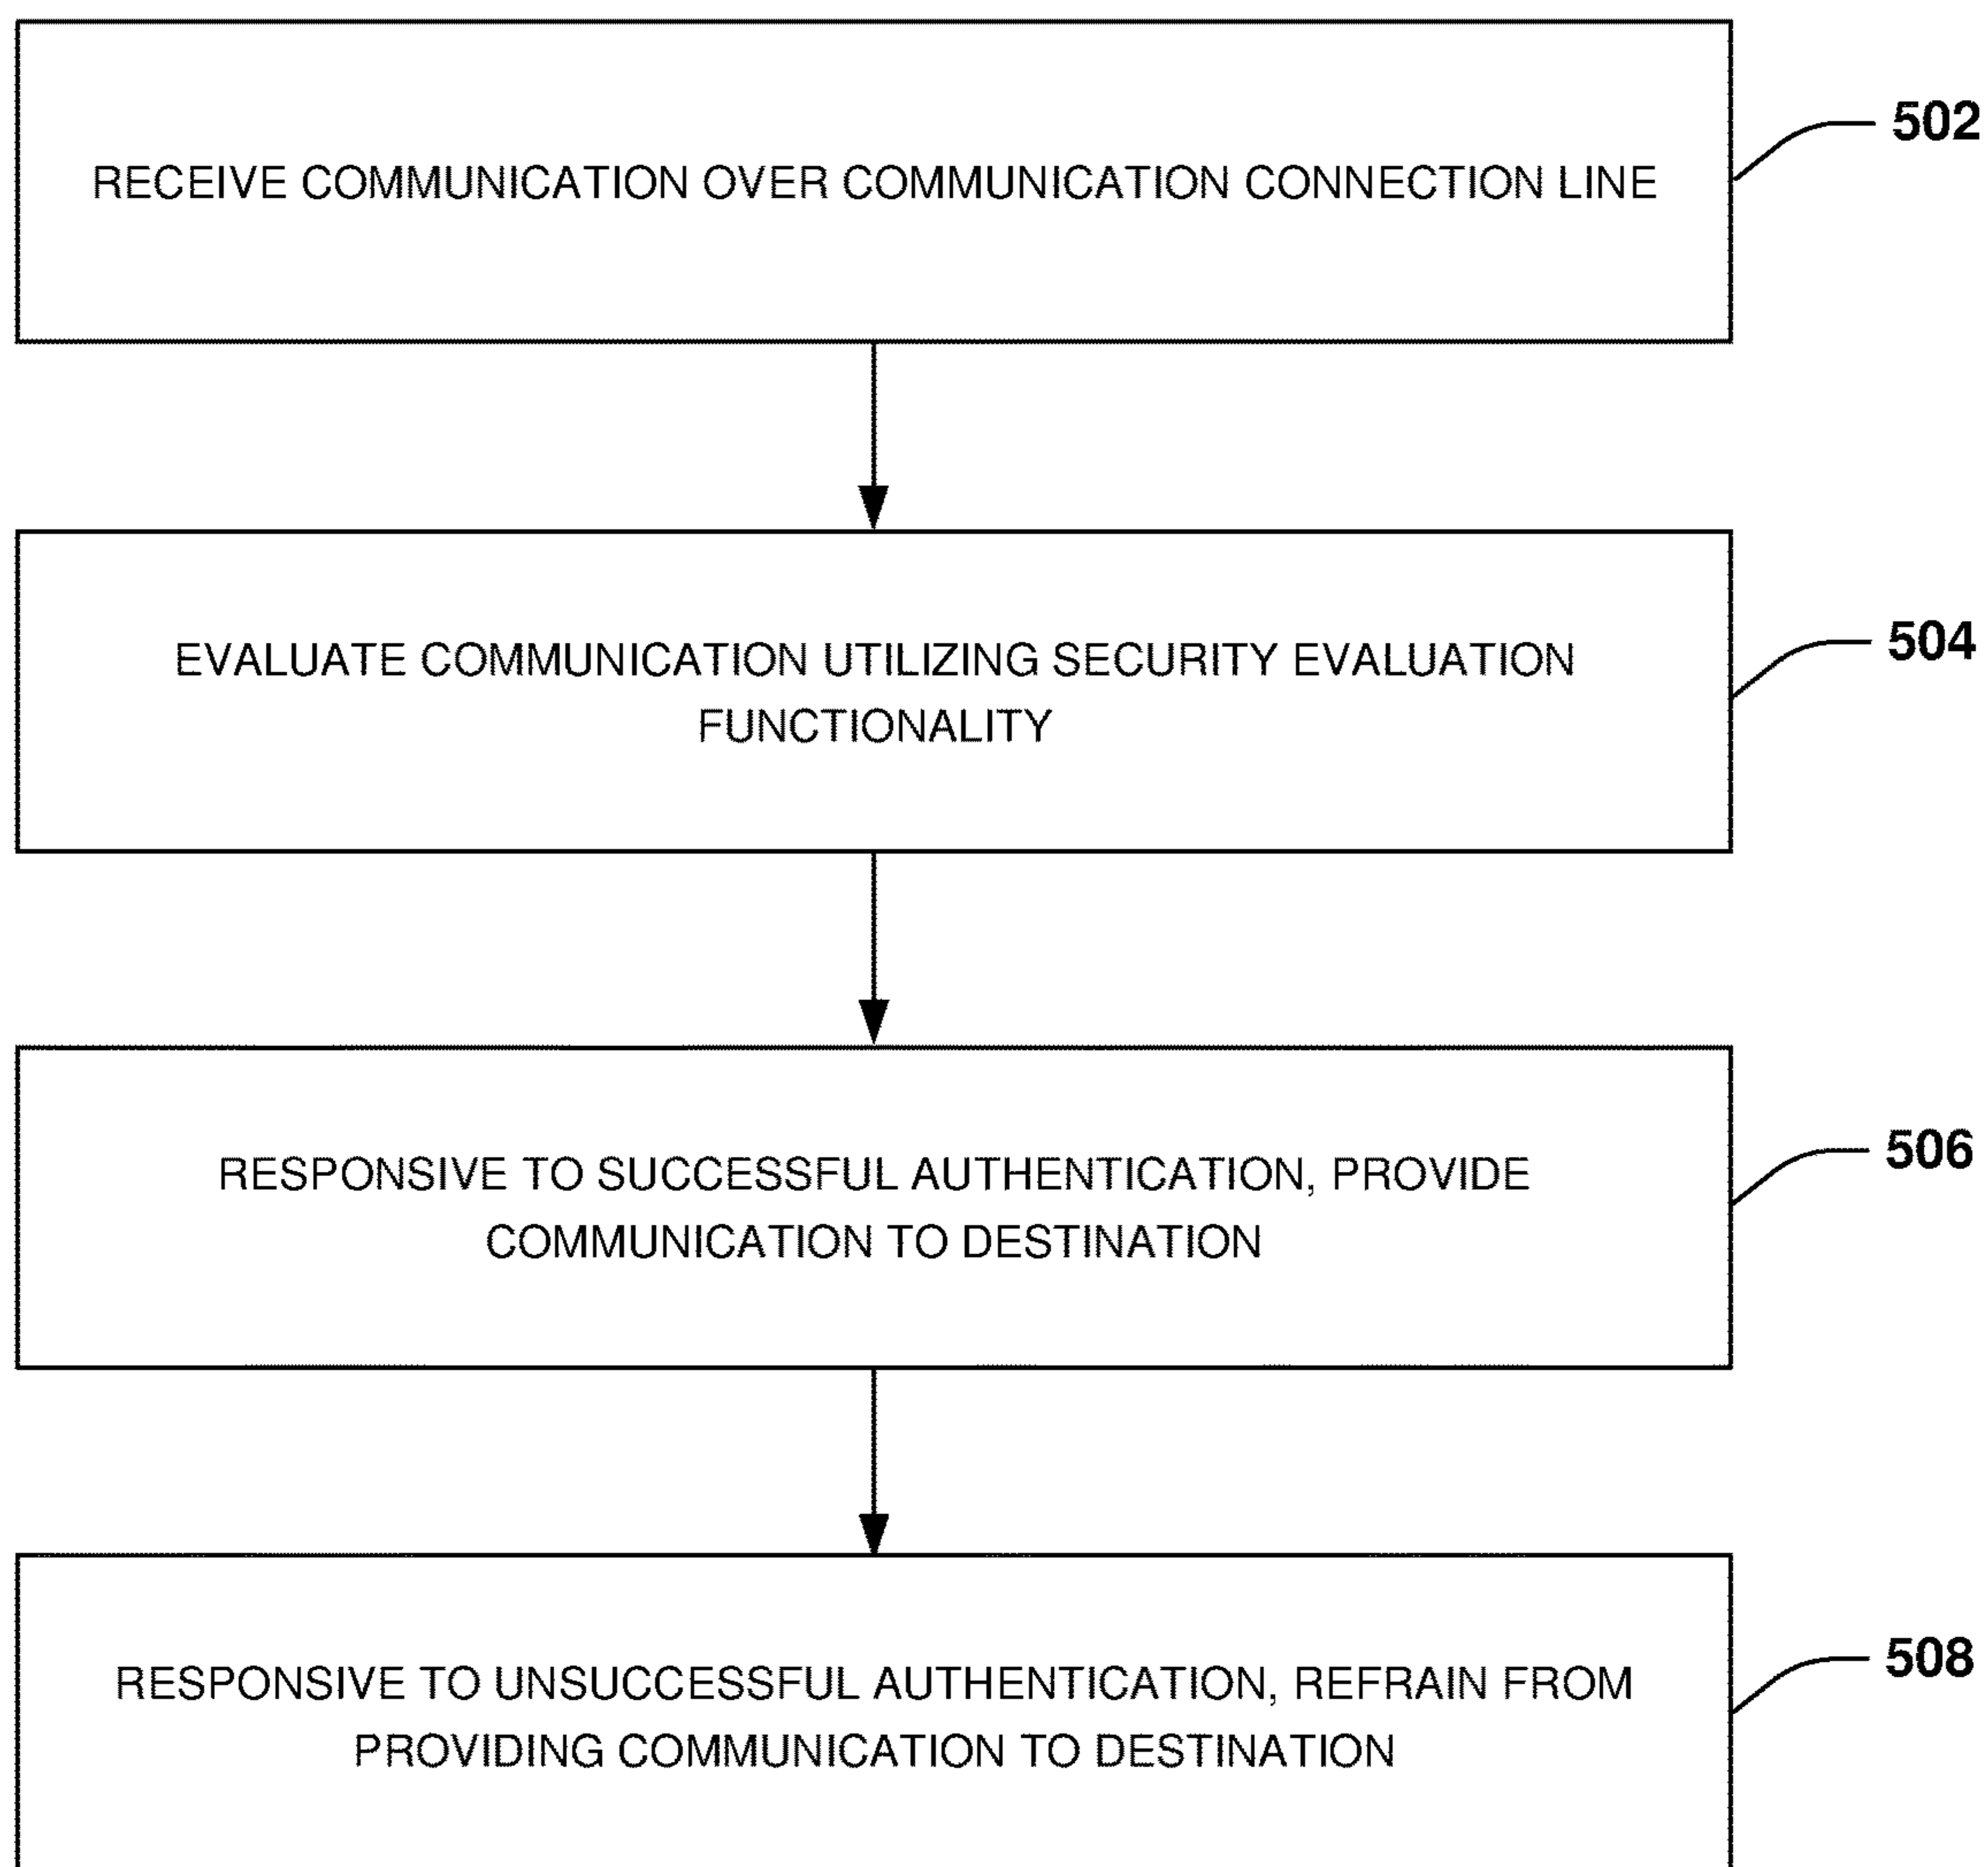 RECEIVE COMMUNICATION OVER COMMUNICATION CONNECTION LINE
502
EVALUATE COMMUNICATION UTILIZING SECURITY EVALUATION
FUNCTIONALITY
504
RESPONSIVE TO SUCCESSFUL AUTHENTICATION, PROVIDE
COMMUNICATION TO DESTINATION
506
RESPONSIVE TO UNSUCCESSFUL AUTHENTICATION, REFRAIN FROM
PROVIDING COMMUNICATION TO DESTINATION
508